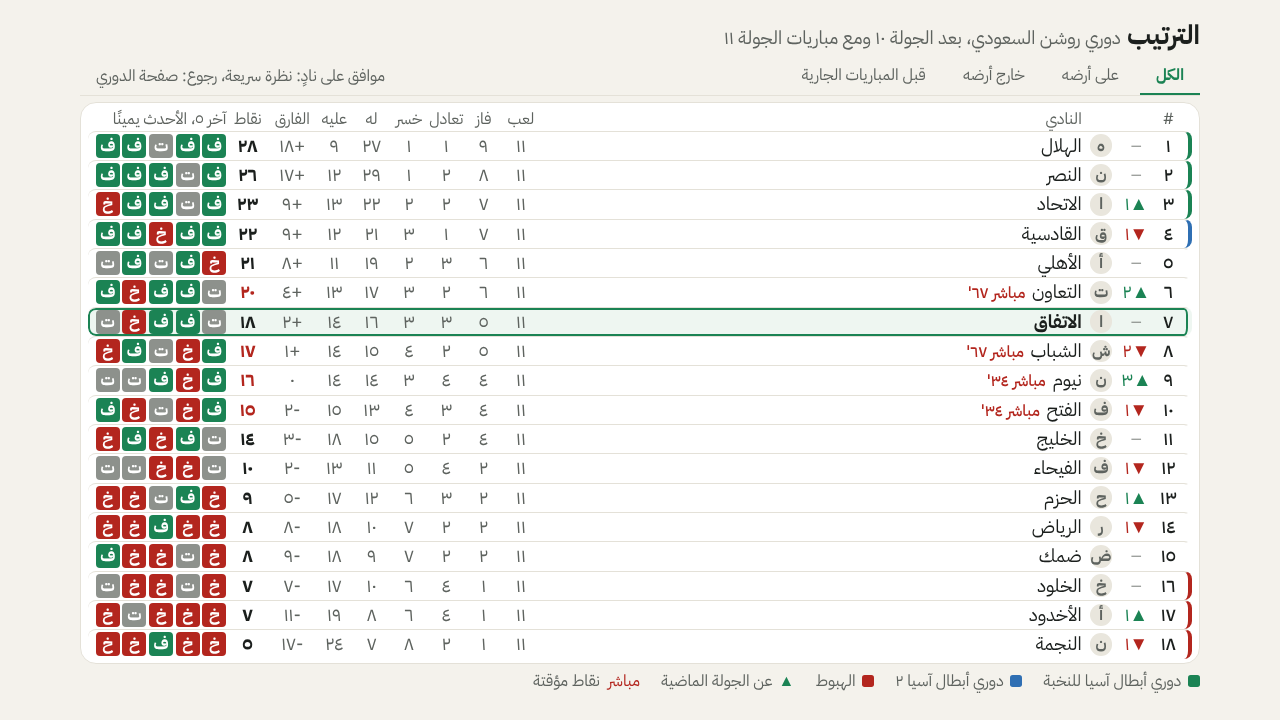 الترتيب دوري روشن السعودي، بعد الجولة ١٠ ومع مباريات الجولة ١١
الكل على أرضه خارج أرضه قبل المباريات الجارية موافق على نادٍ: نظرة سريعة، رجوع: صفحة الدوري
# النادي لعب فاز تعادل خسر له عليه الفارق نقاط آخر ٥، الأحدث يمينًا
١ – ه الهلال ١١ ٩ ١ ١ ٢٧ ٩ +١٨ ٢٨ ف ف ت ف ف
٢ – ن النصر ١١ ٨ ٢ ١ ٢٩ ١٢ +١٧ ٢٦ ف ت ف ف ف
٣ ▲١ ا الاتحاد ١١ ٧ ٢ ٢ ٢٢ ١٣ +٩ ٢٣ ف ت ف ف خ
٤ ▼١ ق القادسية ١١ ٧ ١ ٣ ٢١ ١٢ +٩ ٢٢ ف ف خ ف ف
٥ – أ الأهلي ١١ ٦ ٣ ٢ ١٩ ١١ +٨ ٢١ خ ف ت ف ت
٦ ▲٢ ت التعاون مباشر ٦٧' ١١ ٦ ٢ ٣ ١٧ ١٣ +٤ ٢٠ ت ف ف خ ف
٧ – ا الاتفاق ١١ ٥ ٣ ٣ ١٦ ١٤ +٢ ١٨ ت ف ف خ ت
٨ ▼٢ ش الشباب مباشر ٦٧' ١١ ٥ ٢ ٤ ١٥ ١٤ +١ ١٧ ف خ ت ف خ
٩ ▲٣ ن نيوم مباشر ٣٤' ١١ ٤ ٤ ٣ ١٤ ١٤ ٠ ١٦ ف خ ف ت ت
١٠ ▼١ ف الفتح مباشر ٣٤' ١١ ٤ ٣ ٤ ١٣ ١٥ -٢ ١٥ ف خ ت خ ف
١١ – خ الخليج ١١ ٤ ٢ ٥ ١٥ ١٨ -٣ ١٤ ت ف خ ف خ
١٢ ▼١ ف الفيحاء ١١ ٢ ٤ ٥ ١١ ١٣ -٢ ١٠ ت خ خ ت ت
١٣ ▲١ ح الحزم ١١ ٢ ٣ ٦ ١٢ ١٧ -٥ ٩ خ ف ت خ خ
١٤ ▼١ ر الرياض ١١ ٢ ٢ ٧ ١٠ ١٨ -٨ ٨ خ خ ف خ خ
١٥ – ض ضمك ١١ ٢ ٢ ٧ ٩ ١٨ -٩ ٨ خ ت خ خ ف
١٦ – خ الخلود ١١ ١ ٤ ٦ ١٠ ١٧ -٧ ٧ خ ت خ خ ت
١٧ ▲١ أ الأخدود ١١ ١ ٤ ٦ ٨ ١٩ -١١ ٧ خ خ خ ت خ
١٨ ▼١ ن النجمة ١١ ١ ٢ ٨ ٧ ٢٤ -١٧ ٥ خ خ ف خ خ
دوري أبطال آسيا للنخبة دوري أبطال آسيا ٢ الهبوط ▲ عن الجولة الماضية مباشر نقاط مؤقتة